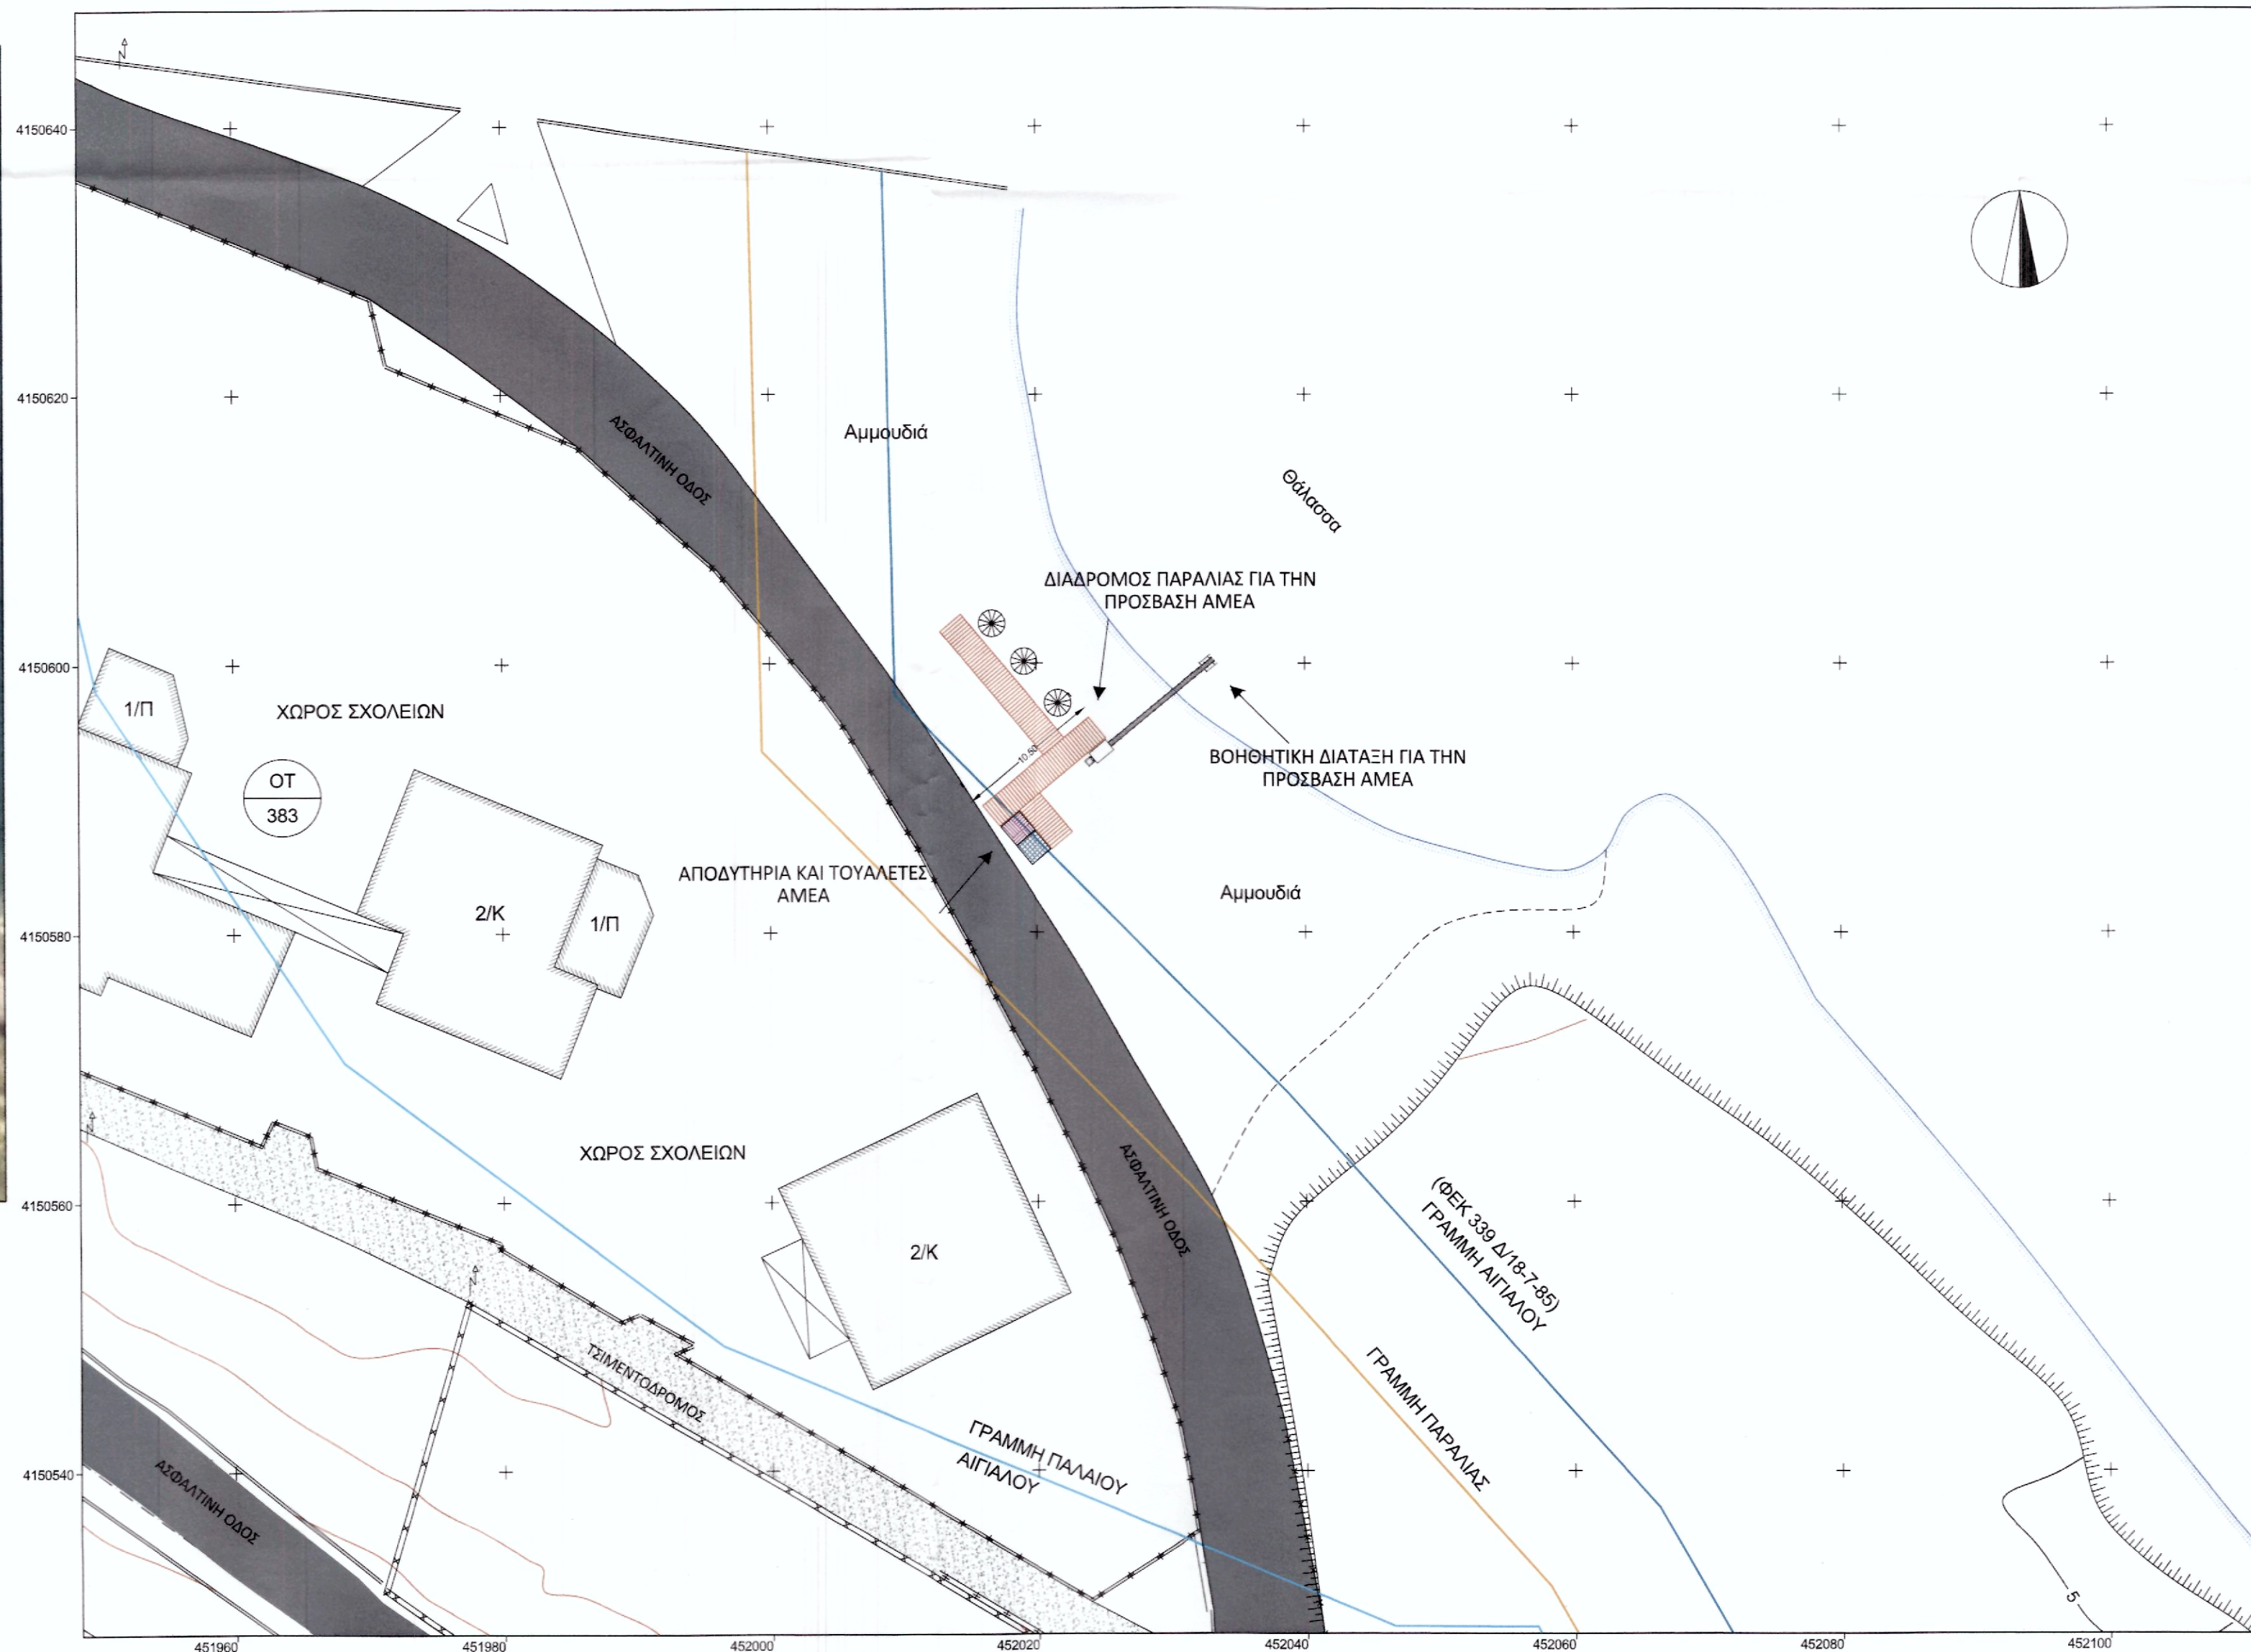 4150640
4150620
4150600
4150580
4150560
4150540
451960
451980
452000
452020
452040
452060
452080
452100
ΑΣΦΑΛΤΙΝΗ ΟΔΟΣ
Αμμουδιά
Θάλασσα
ΔΙΑΔΡΟΜΟΣ ΠΑΡΑΛΙΑΣ ΓΙΑ ΤΗΝ
ΠΡΟΣΒΑΣΗ ΑΜΕΑ
10.50
ΒΟΗΘΗΤΙΚΗ ΔΙΑΤΑΞΗ ΓΙΑ ΤΗΝ
ΠΡΟΣΒΑΣΗ ΑΜΕΑ
1/Π
ΧΩΡΟΣ ΣΧΟΛΕΙΩΝ
ΟΤ
383
ΑΠΟΔΥΤΗΡΙΑ ΚΑΙ ΤΟΥΑΛΕΤΕΣ
ΑΜΕΑ
2/Κ
1/Π
Αμμουδιά
ΧΩΡΟΣ ΣΧΟΛΕΙΩΝ
2/Κ
ΑΣΦΑΛΤΙΝΗ ΟΔΟΣ
(ΦΕΚ 339 Δ/18-7-85)
ΓΡΑΜΜΗ ΑΙΓΙΑΛΟΥ
ΓΡΑΜΜΗ ΠΑΡΑΛΙΑΣ
ΤΣΙΜΕΝΤΟΔΡΟΜΟΣ
ΓΡΑΜΜΗ ΠΑΛΑΙΟΥ
ΑΙΓΙΑΛΟΥ
ΑΣΦΑΛΤΙΝΗ ΟΔΟΣ
5